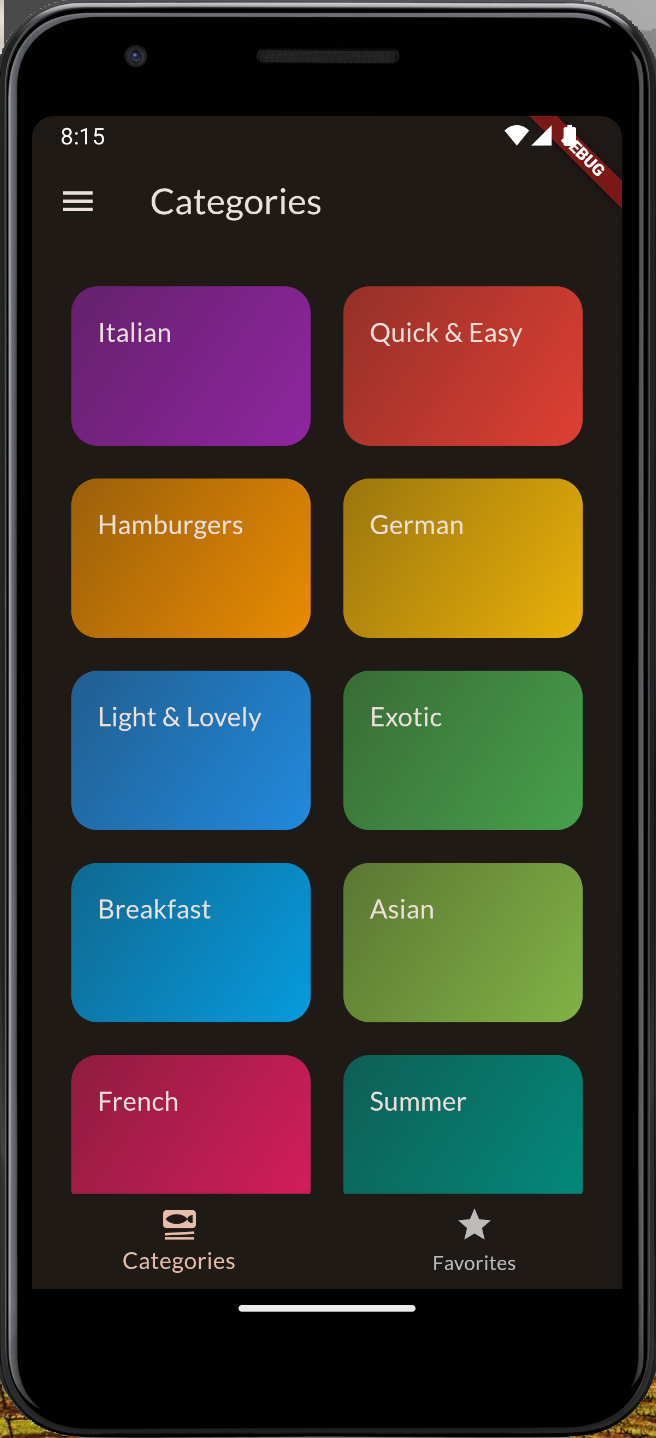 8:15
DEBUG
Categories
Italian
Quick & Easy
Hamburgers
German
Light & Lovely
Exotic
Breakfast
Asian
French
Summer
Categories
Favorites